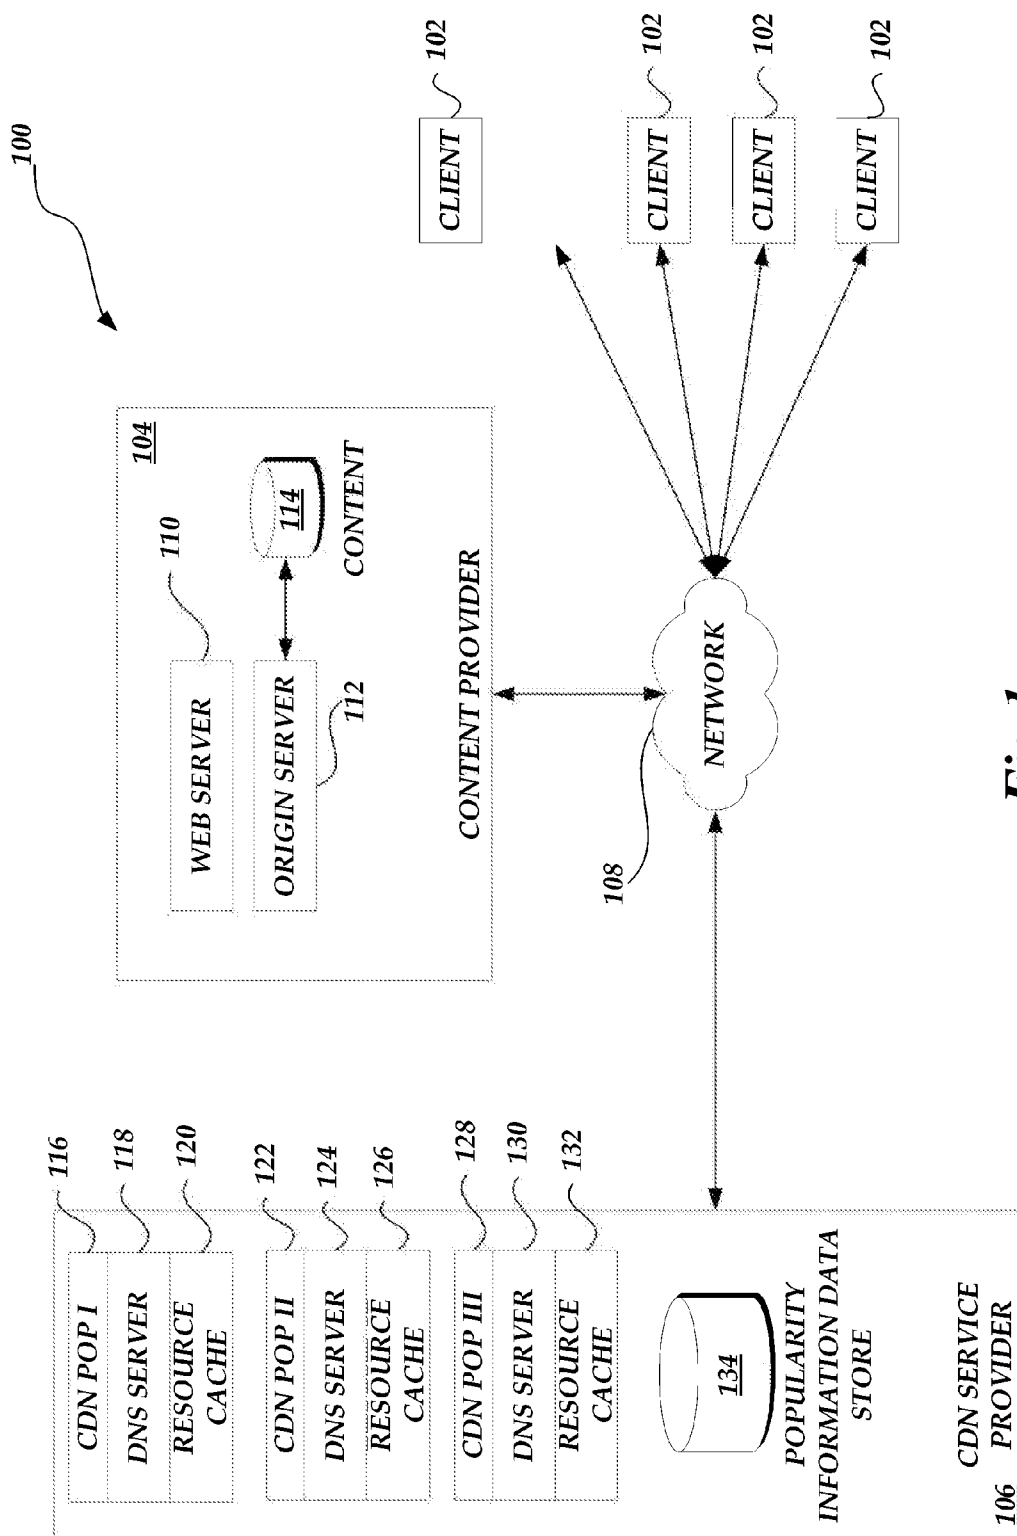 100
CDN POP I
116
DNS SERVER
118
RESOURCE
CACHE
120
CDN POP II
122
DNS SERVER
124
RESOURCE
CACHE
126
CDN POP III
128
DNS SERVER
130
RESOURCE
CACHE
132
134
POPULARITY
INFORMATION DATA
STORE
CDN SERVICE
PROVIDER
106
104
WEB SERVER
110
ORIGIN SERVER
112
114
CONTENT
CONTENT PROVIDER
108
NETWORK
CLIENT
102
CLIENT
102
CLIENT
102
CLIENT
102